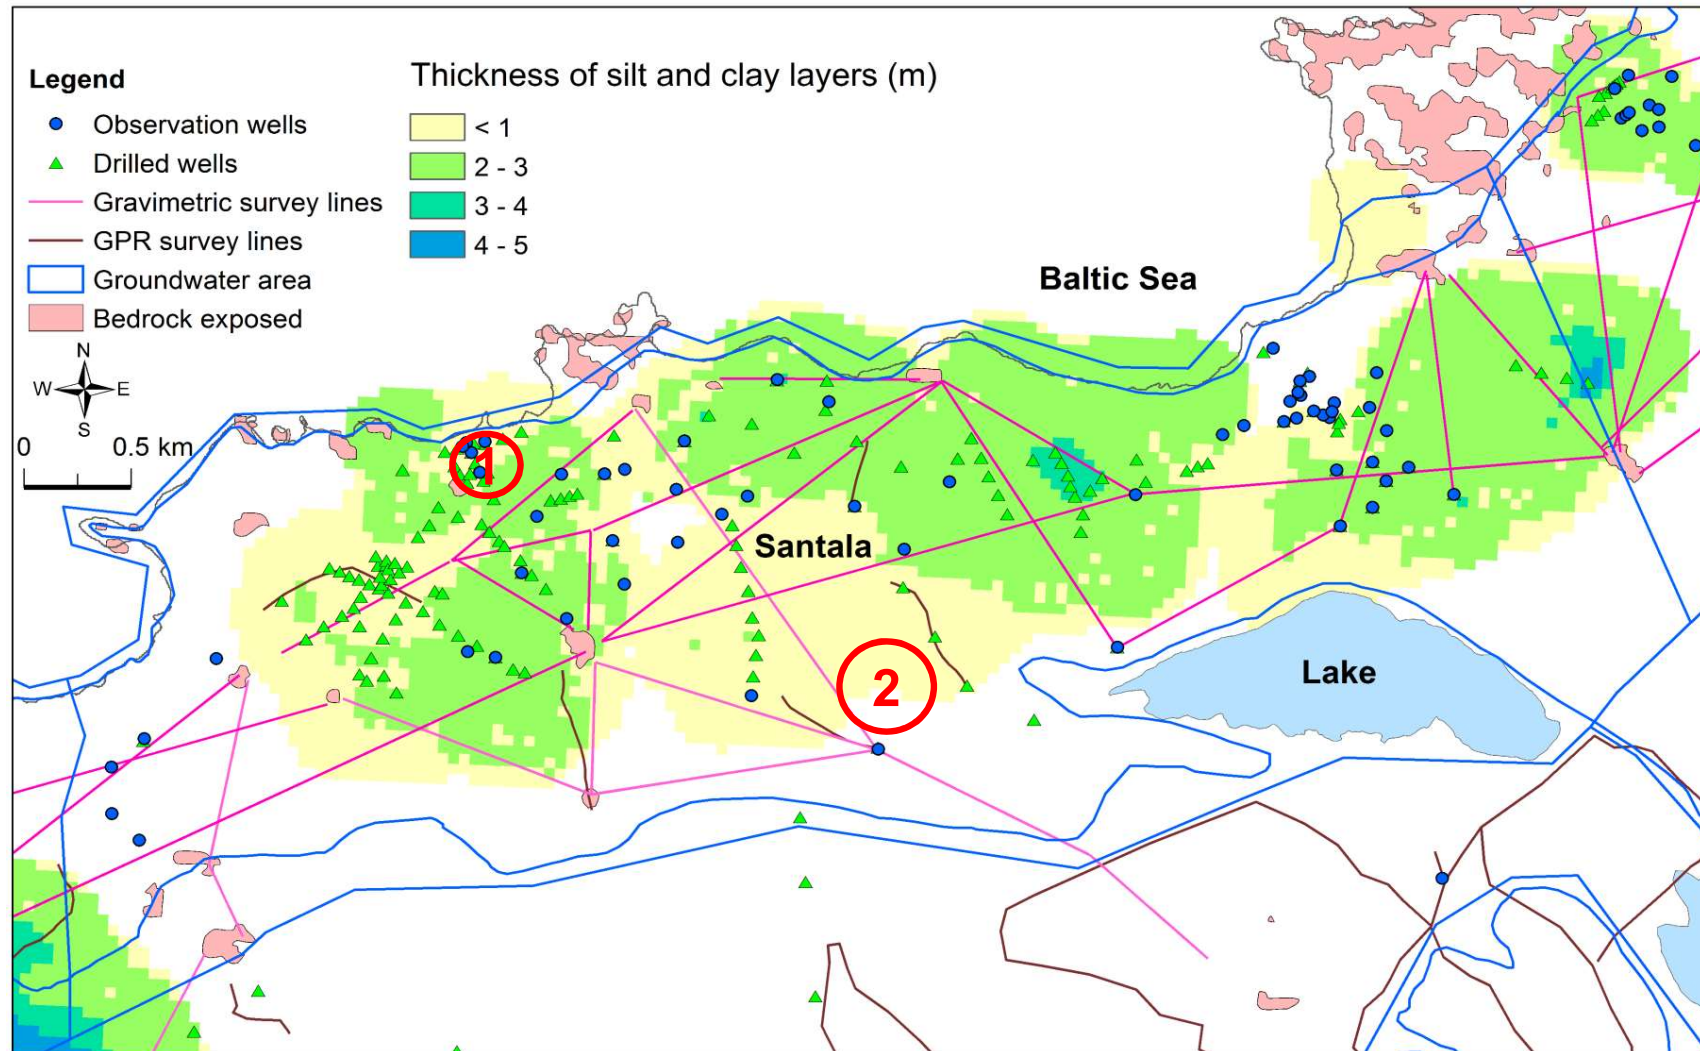 Legend
Observation wells
Drilled wells
Gravimetric survey lines
GPR survey lines
Groundwater area
Bedrock exposed
Thickness of silt and clay layers (m)
< 1
2 - 3
3 - 4
4 - 5
N
W E
S
0 0.5 km
Baltic Sea
1
Santala
2
Lake